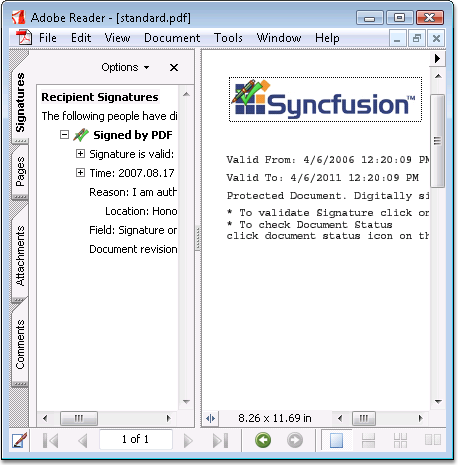 Adobe Reader - [standard.pdf]
File Edit View Document Tools Window Help
Signatures
Pages
Attachments
Comments
Options
Recipient Signatures
The following people have di
Signed by PDF
Signature is valid:
Time: 2007.08.17
Reason: I am auth
Location: Hono
Field: Signature or
Document revision
Syncfusion™
Valid From: 4/6/2006 12:20:09 PM
Valid To: 4/6/2011 12:20:09 PM
Protected Document. Digitally si
* To validate Signature click on
* To check Document Status
click document status icon on th
8.26 x 11.69 in
1 of 1